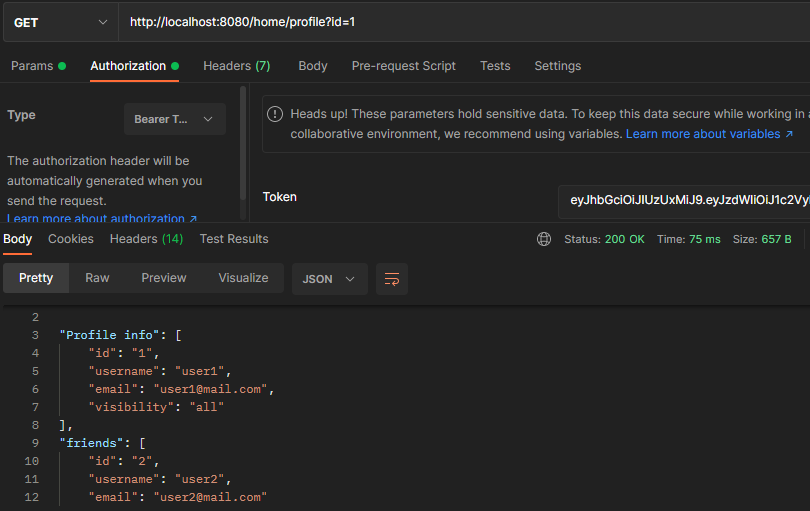 GET http://localhost:8080/home/profile?id=1
Params Authorization Headers (7) Body Pre-request Script Tests Settings
Type
Bearer T...
The authorization header will be
automatically generated when you
send the request.
Learn more about authorization ↗
Heads up! These parameters hold sensitive data. To keep this data secure while working in a
collaborative environment, we recommend using variables. Learn more about variables ↗
Token
eyJhbGciOiJIUzUxMiJ9.eyJzdWIiOiJ1c2Vy
Body Cookies Headers (14) Test Results
Status: 200 OK Time: 75 ms Size: 657 B
Pretty Raw Preview Visualize JSON
2
3 "Profile info": [
4 "id": "1",
5 "username": "user1",
6 "email": "user1@mail.com",
7 "visibility": "all"
8 ],
9 "friends": [
10 "id": "2",
11 "username": "user2",
12 "email": "user2@mail.com"